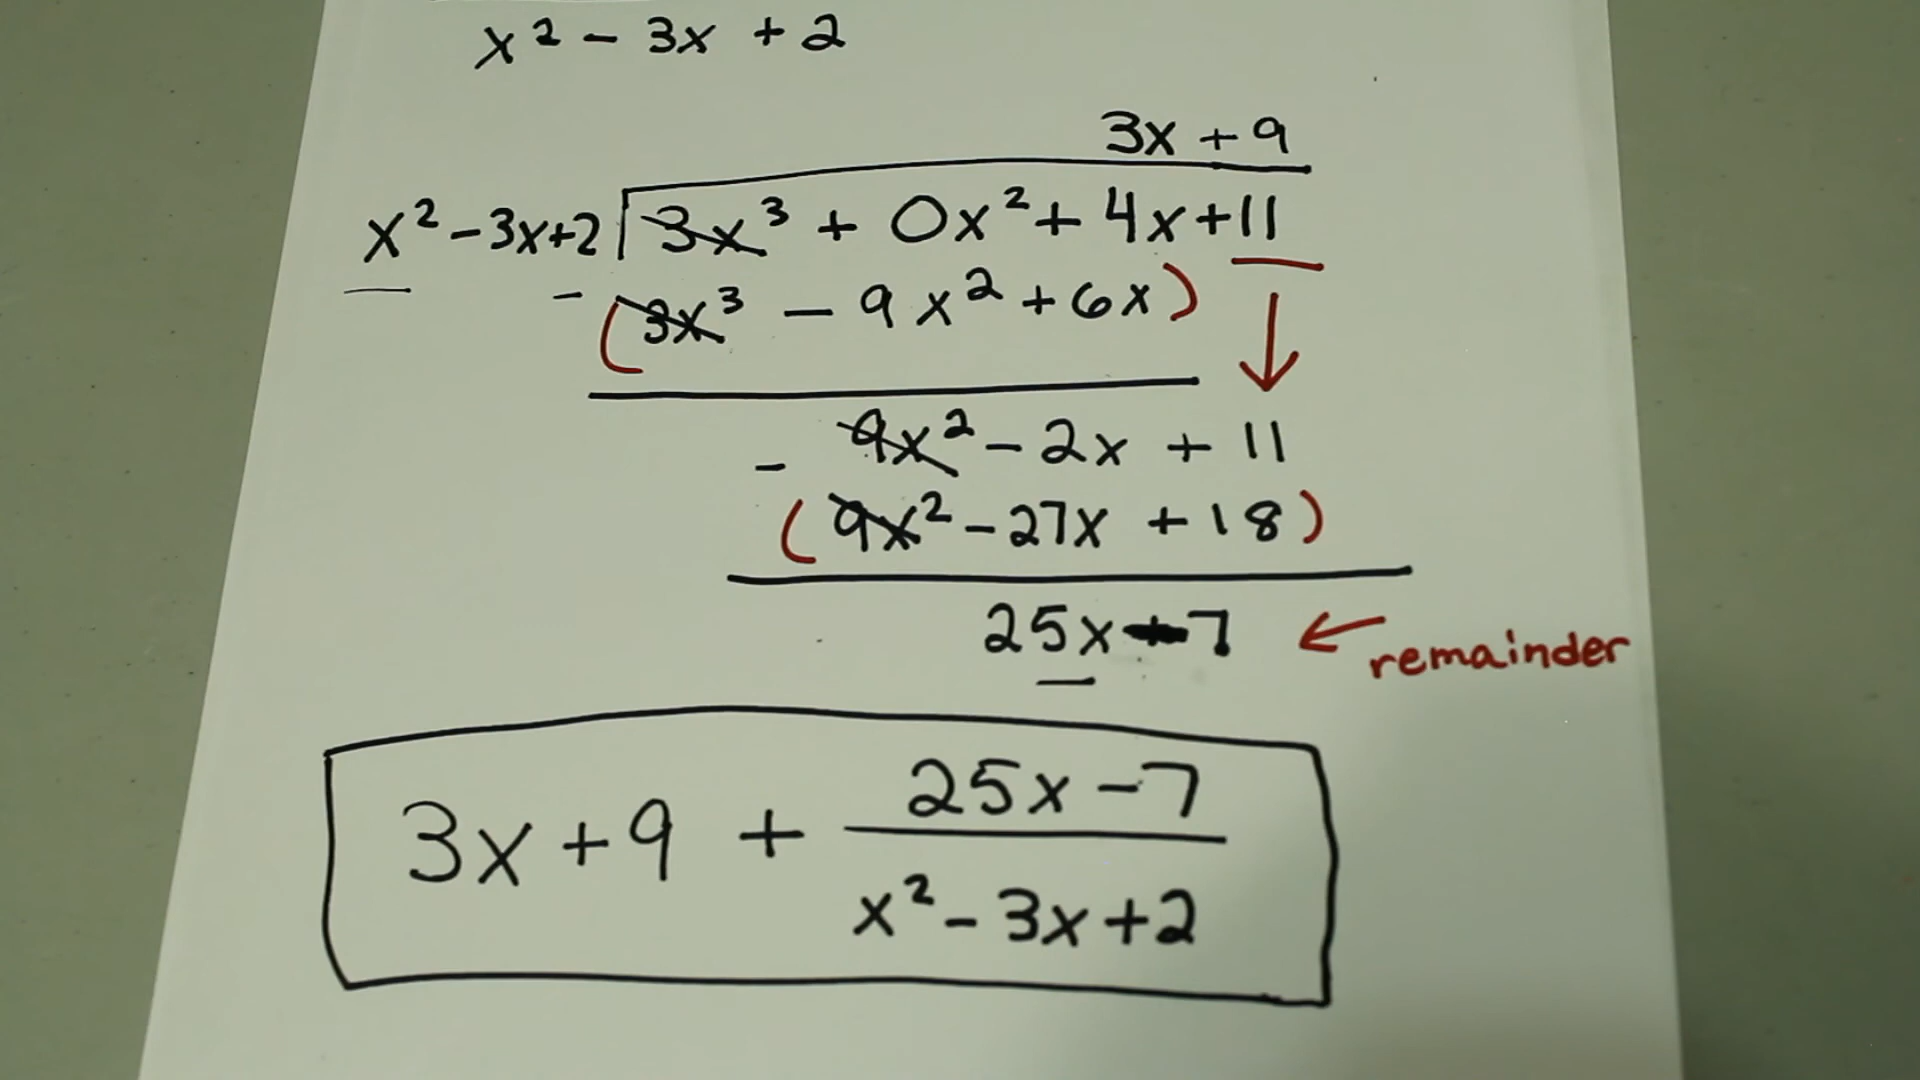 x² - 3x + 2
3x + 9
x² - 3x + 2 3x³ + 0x² + 4x + 11
- (3x³ - 9x² + 6x)
9x² - 2x + 11
- (9x² - 27x + 18)
25x - 7 ← remainder
3x + 9 + 25x - 7
x² - 3x + 2